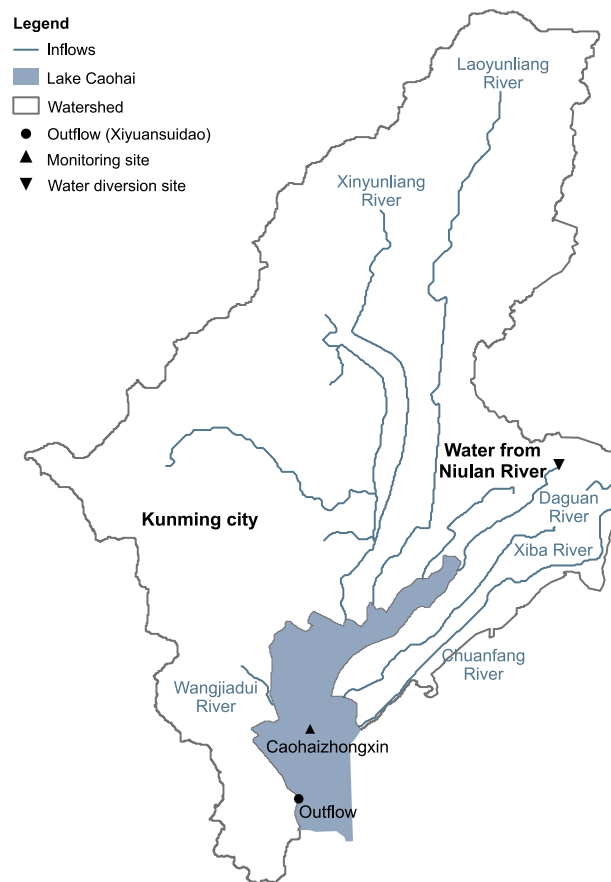 Legend
Inflows
Lake Caohai
Watershed
Outflow (Xiyuansuidao)
Monitoring site
Water diversion site
Laoyunliang
River
Xinyunliang
River
Water from
Niulan River
Daguan
River
Kunming city
Xiba River
Chuanfang
River
Wangjiadui
River
Caohaizhongxin
Outflow